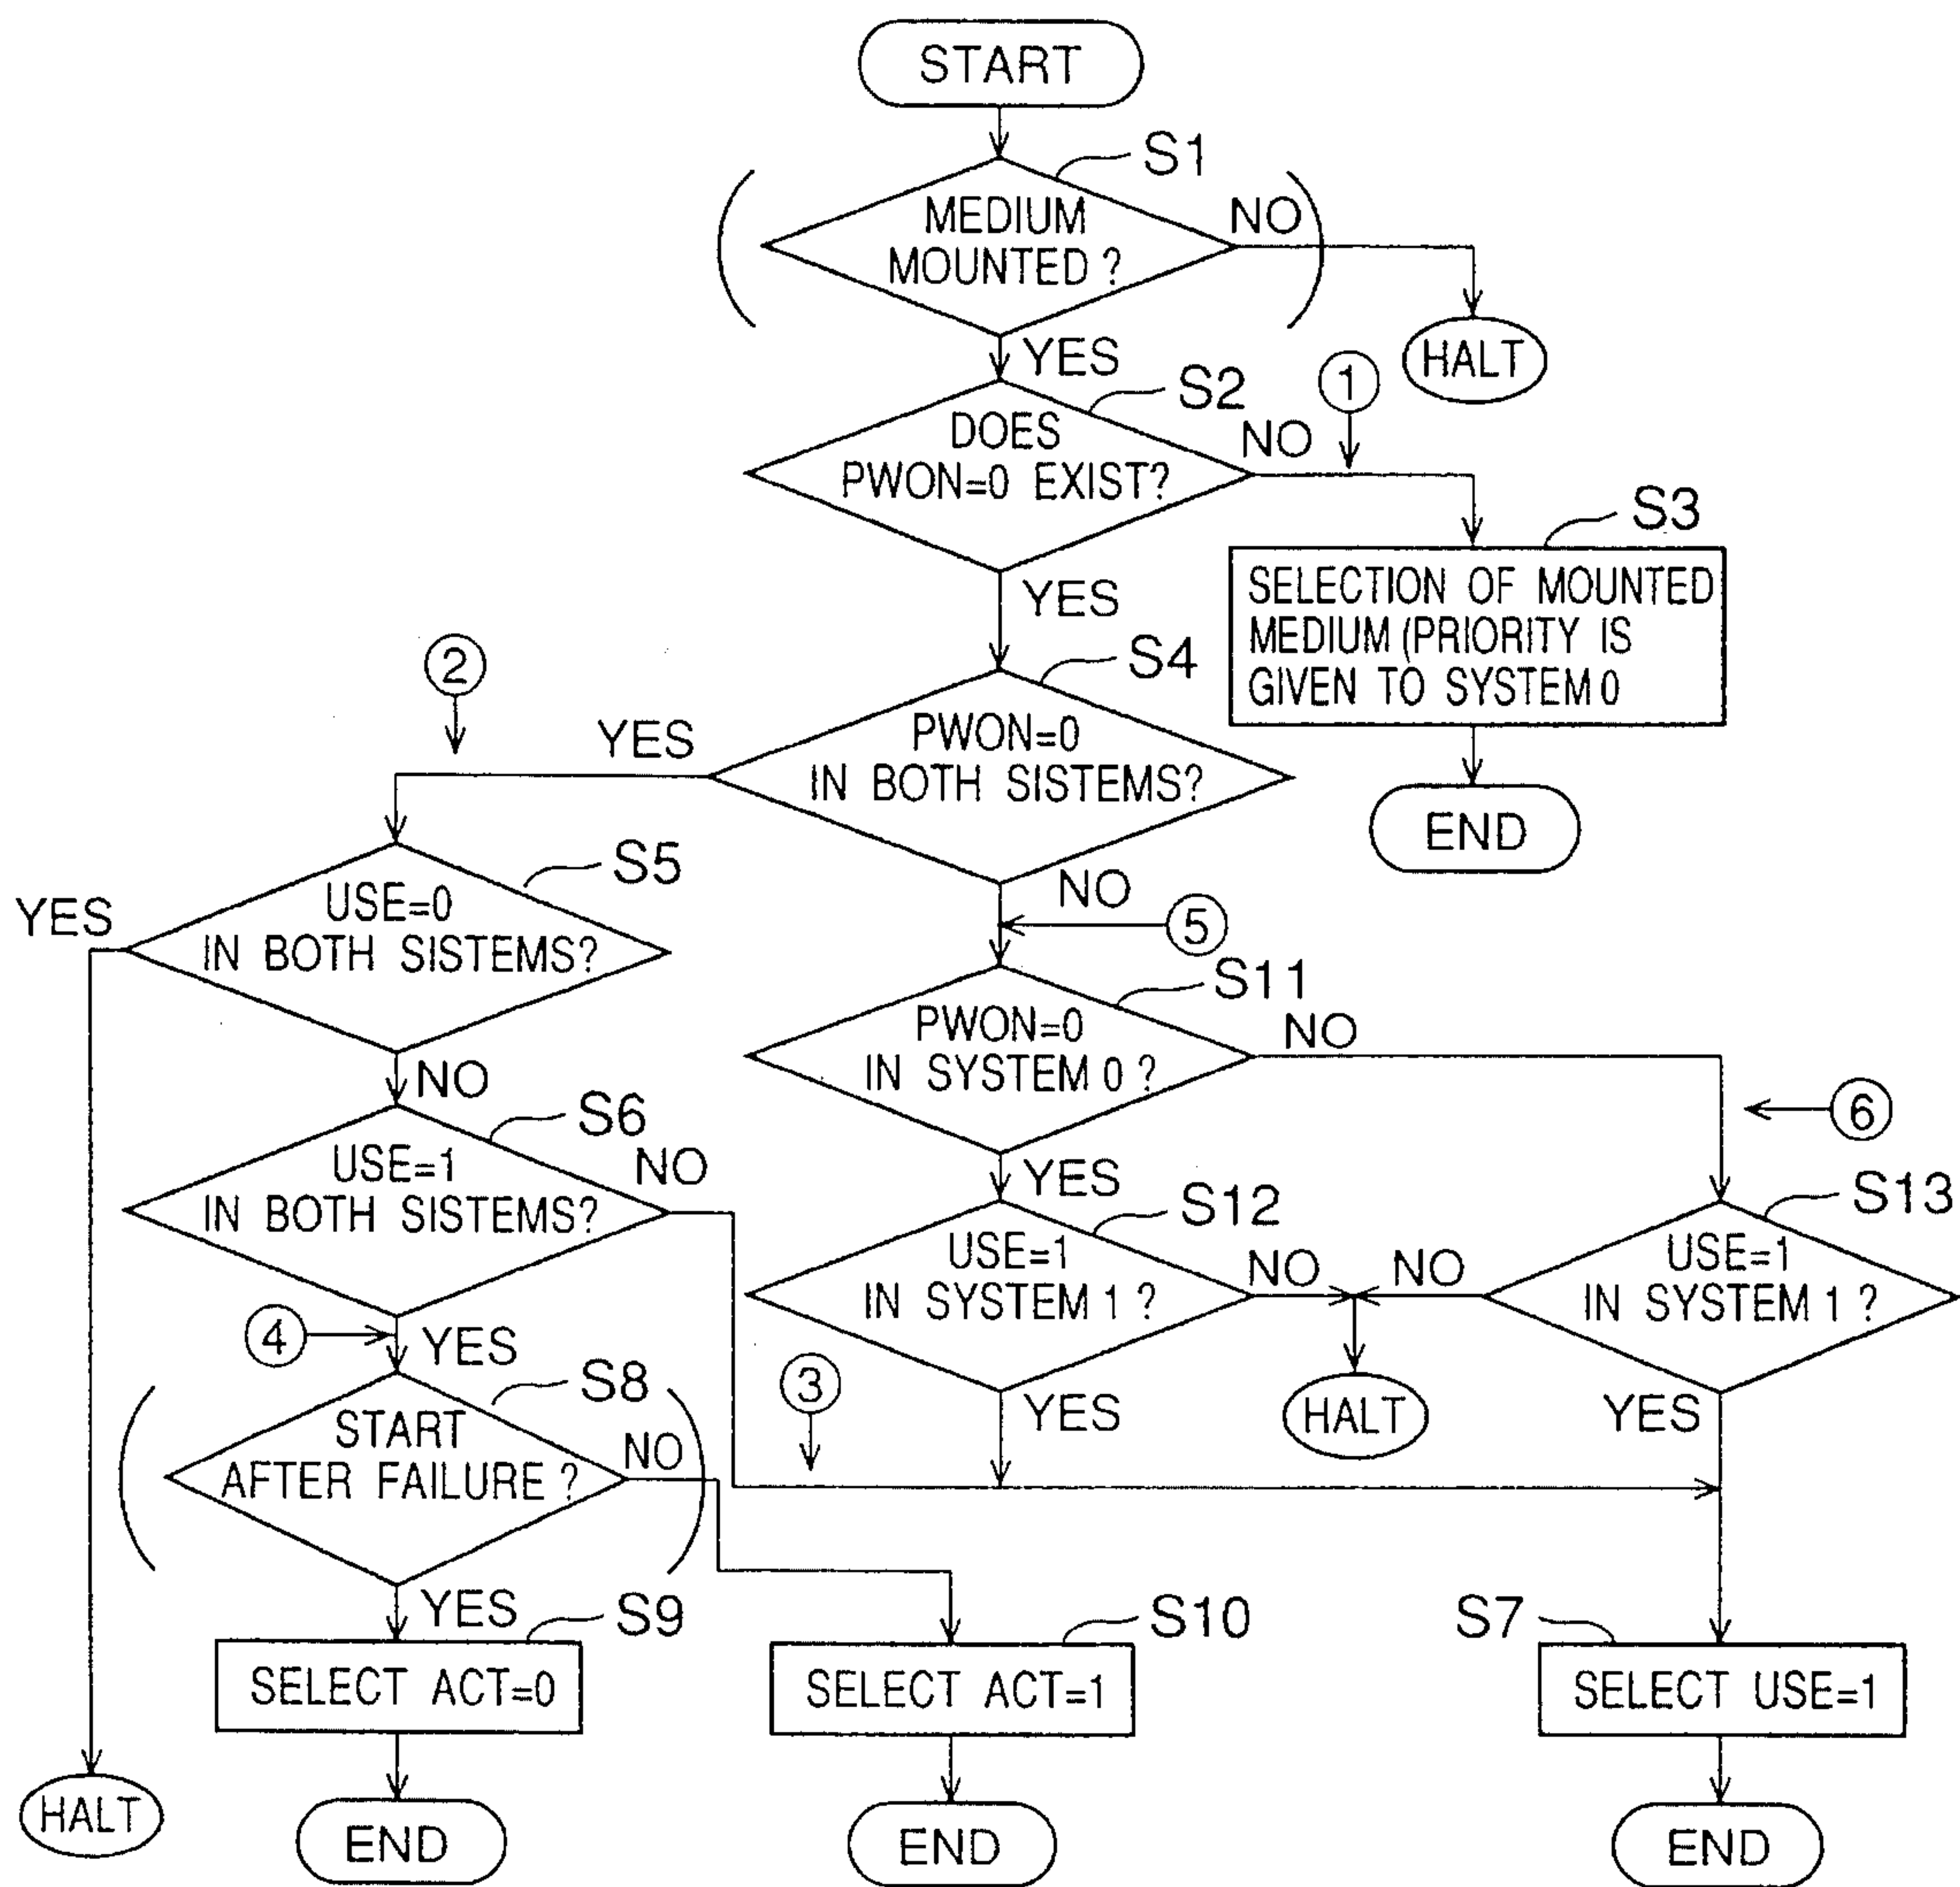 START
S1
MEDIUM
MOUNTED ?
NO
HALT
YES
S2
DOES
PWON=0 EXIST?
NO
①
S3
SELECTION OF MOUNTED
MEDIUM (PRIORITY IS
GIVEN TO SYSTEM 0
END
YES
S4
PWON=0
IN BOTH SISTEMS?
YES
②
S5
USE=0
IN BOTH SISTEMS?
YES
HALT
NO
NO
⑤
S11
PWON=0
IN SYSTEM 0 ?
NO
⑥
S6
USE=1
IN BOTH SISTEMS?
NO
YES
S12
USE=1
IN SYSTEM 1 ?
NO
NO
S13
USE=1
IN SYSTEM 1 ?
④
YES
③
YES
HALT
YES
S8
START
AFTER FAILURE ?
NO
YES
S9
SELECT ACT=0
END
S10
SELECT ACT=1
END
S7
SELECT USE=1
END